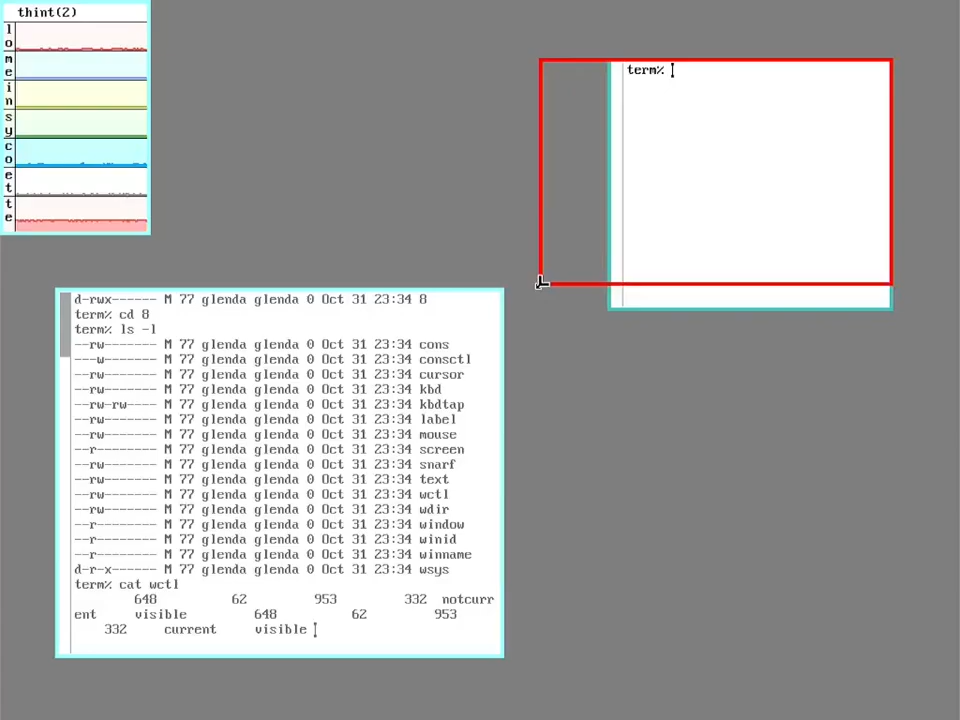 thint(2)
lo
me
in
sy
co
et
te
term%
d-rwx------ M 77 glenda glenda 0 Oct 31 23:34 8
term% cd 8
term% ls -l
--rw------- M 77 glenda glenda 0 Oct 31 23:34 cons
---w------- M 77 glenda glenda 0 Oct 31 23:34 consctl
--rw------- M 77 glenda glenda 0 Oct 31 23:34 cursor
--rw------- M 77 glenda glenda 0 Oct 31 23:34 kbd
--rw-rw---- M 77 glenda glenda 0 Oct 31 23:34 kbdtap
--rw------- M 77 glenda glenda 0 Oct 31 23:34 label
--rw------- M 77 glenda glenda 0 Oct 31 23:34 mouse
--r-------- M 77 glenda glenda 0 Oct 31 23:34 screen
--rw------- M 77 glenda glenda 0 Oct 31 23:34 snarf
--rw------- M 77 glenda glenda 0 Oct 31 23:34 text
--rw------- M 77 glenda glenda 0 Oct 31 23:34 wctl
--rw------- M 77 glenda glenda 0 Oct 31 23:34 wdir
--r-------- M 77 glenda glenda 0 Oct 31 23:34 window
--r-------- M 77 glenda glenda 0 Oct 31 23:34 winid
--r-------- M 77 glenda glenda 0 Oct 31 23:34 winname
d-r-x------ M 77 glenda glenda 0 Oct 31 23:34 wsys
term% cat wctl
648 62 953 332 notcurr
ent visible 648 62 953
332 current visible